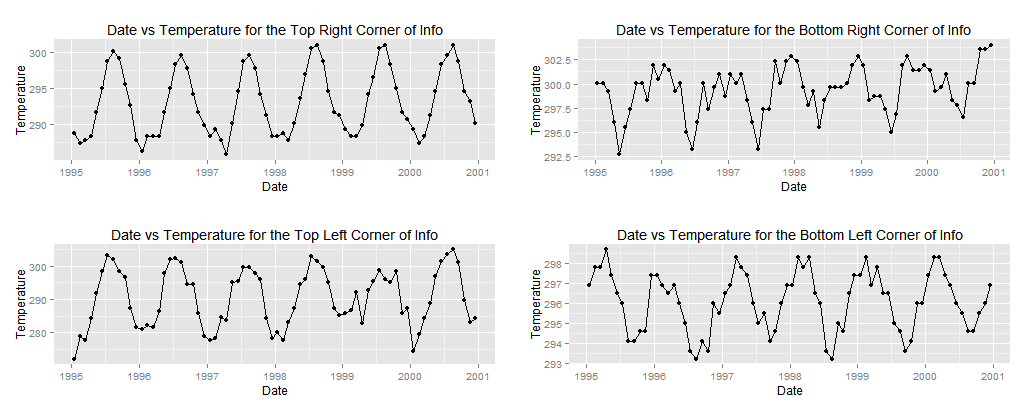 Date vs Temperature for the Top Right Corner of Info
300
295
290
Temperature
1995 1996 1997 1998 1999 2000 2001
Date
Date vs Temperature for the Bottom Right Corner of Info
302.5
300.0
297.5
295.0
292.5
Temperature
1995 1996 1997 1998 1999 2000 2001
Date
Date vs Temperature for the Top Left Corner of Info
300
290
280
Temperature
1995 1996 1997 1998 1999 2000 2001
Date
Date vs Temperature for the Bottom Left Corner of Info
298
297
296
295
294
293
Temperature
1995 1996 1997 1998 1999 2000 2001
Date